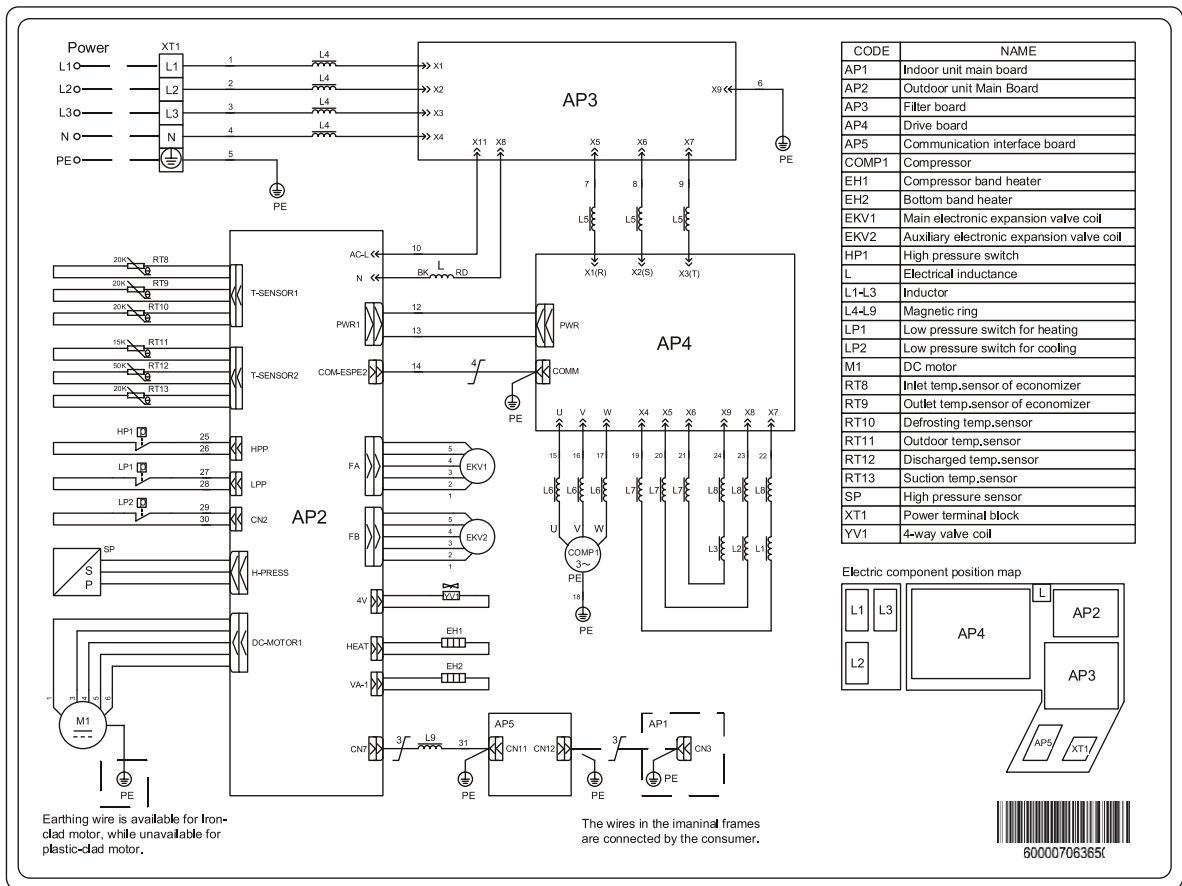 Power
XT1
L1
L1
1
L4
X1
L2
L2
2
L4
X2
L3
L3
3
L4
X3
N
N
4
L4
X4
PE
5
PE
AP3
X9
6
PE
X11
X8
X5
X6
X7
7
8
9
L5
L5
L5
X1(R)
X2(S)
X3(T)
AC-L
10
N
BK
L
RD
PWR1
12
13
PWR
COM-ESPE2
14
4
COMM
PE
AP4
U
V
W
X4
X5
X6
X9
X8
X7
15
16
17
19
20
21
24
23
22
L6
L6
L6
L7
L7
L7
L8
L8
L8
U
V
W
L3
L2
L1
COMP1
3~
PE
18
PE
AP2
20K
RT8
20K
RT9
20K
RT10
T-SENSOR1
15K
RT11
50K
RT12
20K
RT13
T-SENSOR2
HP1
25
26
HPP
LP1
27
28
LPP
LP2
29
30
CN2
SP
S
P
H-PRESS
DC-MOTOR1
1
3
4
5
6
M1
PE
FA
5
4
3
2
1
EKV1
FB
5
4
3
2
1
EKV2
4V
YV1
HEAT
EH1
VA-1
EH2
CN7
3
L9
31
PE
AP5
CN11
CN12
PE
3
AP1
CN3
PE
Earthing wire is available for Iron-
clad motor, while unavailable for
plastic-clad motor.
The wires in the imaninal frames
are connected by the consumer.
CODE NAME
AP1 Indoor unit main board
AP2 Outdoor unit Main Board
AP3 Filter board
AP4 Drive board
AP5 Communication interface board
COMP1 Compressor
EH1 Compressor band heater
EH2 Bottom band heater
EKV1 Main electronic expansion valve coil
EKV2 Auxiliary electronic expansion valve coil
HP1 High pressure switch
L Electrical inductance
L1-L3 Inductor
L4-L9 Magnetic ring
LP1 Low pressure switch for heating
LP2 Low pressure switch for cooling
M1 DC motor
RT8 Inlet temp.sensor of economizer
RT9 Outlet temp.sensor of economizer
RT10 Defrosting temp.sensor
RT11 Outdoor temp.sensor
RT12 Discharged temp.sensor
RT13 Suction temp.sensor
SP High pressure sensor
XT1 Power terminal block
YV1 4-way valve coil
Electric component position map
L1
L3
L2
AP4
L
AP2
AP3
AP5
XT1